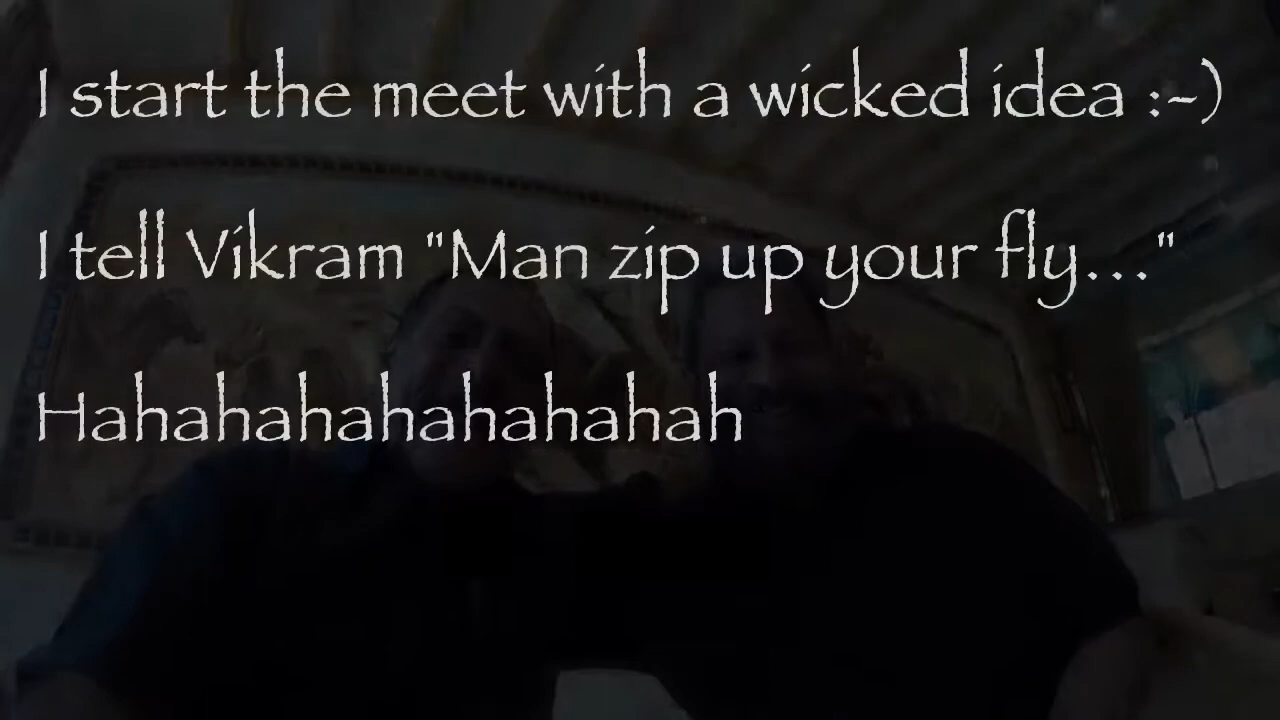 I start the meet with a wicked idea :-)
I tell Vikram "Man zip up your fly..."
Hahahahahahahahah